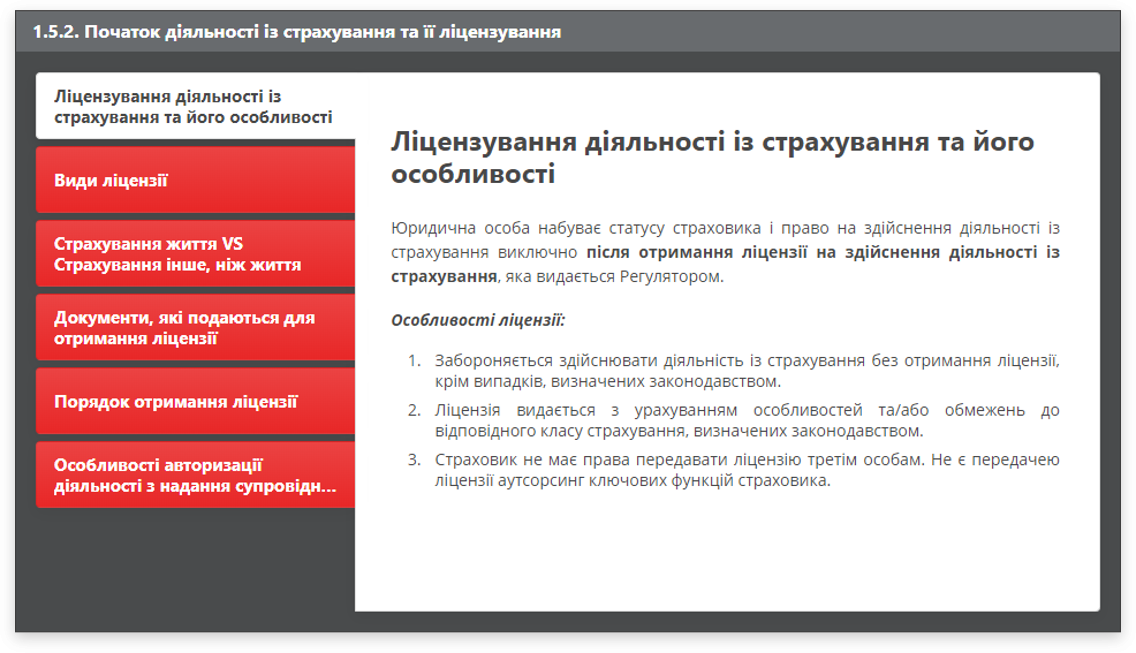 1.5.2. Початок діяльності із страхування та її ліцензування
Ліцензування діяльності із
страхування та його особливості
Види ліцензії
Страхування життя VS
Страхування інше, ніж життя
Документи, які подаються для
отримання ліцензії
Порядок отримання ліцензії
Особливості авторизації
діяльності з надання супровідн...
Ліцензування діяльності із страхування та його
особливості
Юридична особа набуває статусу страховика і право на здійснення діяльності із
страхування виключно після отримання ліцензії на здійснення діяльності із
страхування, яка видається Регулятором.
Особливості ліцензії:
1. Забороняється здійснювати діяльність із страхування без отримання ліцензії,
крім випадків, визначених законодавством.
2. Ліцензія видається з урахуванням особливостей та/або обмежень до
відповідного класу страхування, визначених законодавством.
3. Страховик не має права передавати ліцензію третім особам. Не є передачею
ліцензії аутсорсинг ключових функцій страховика.